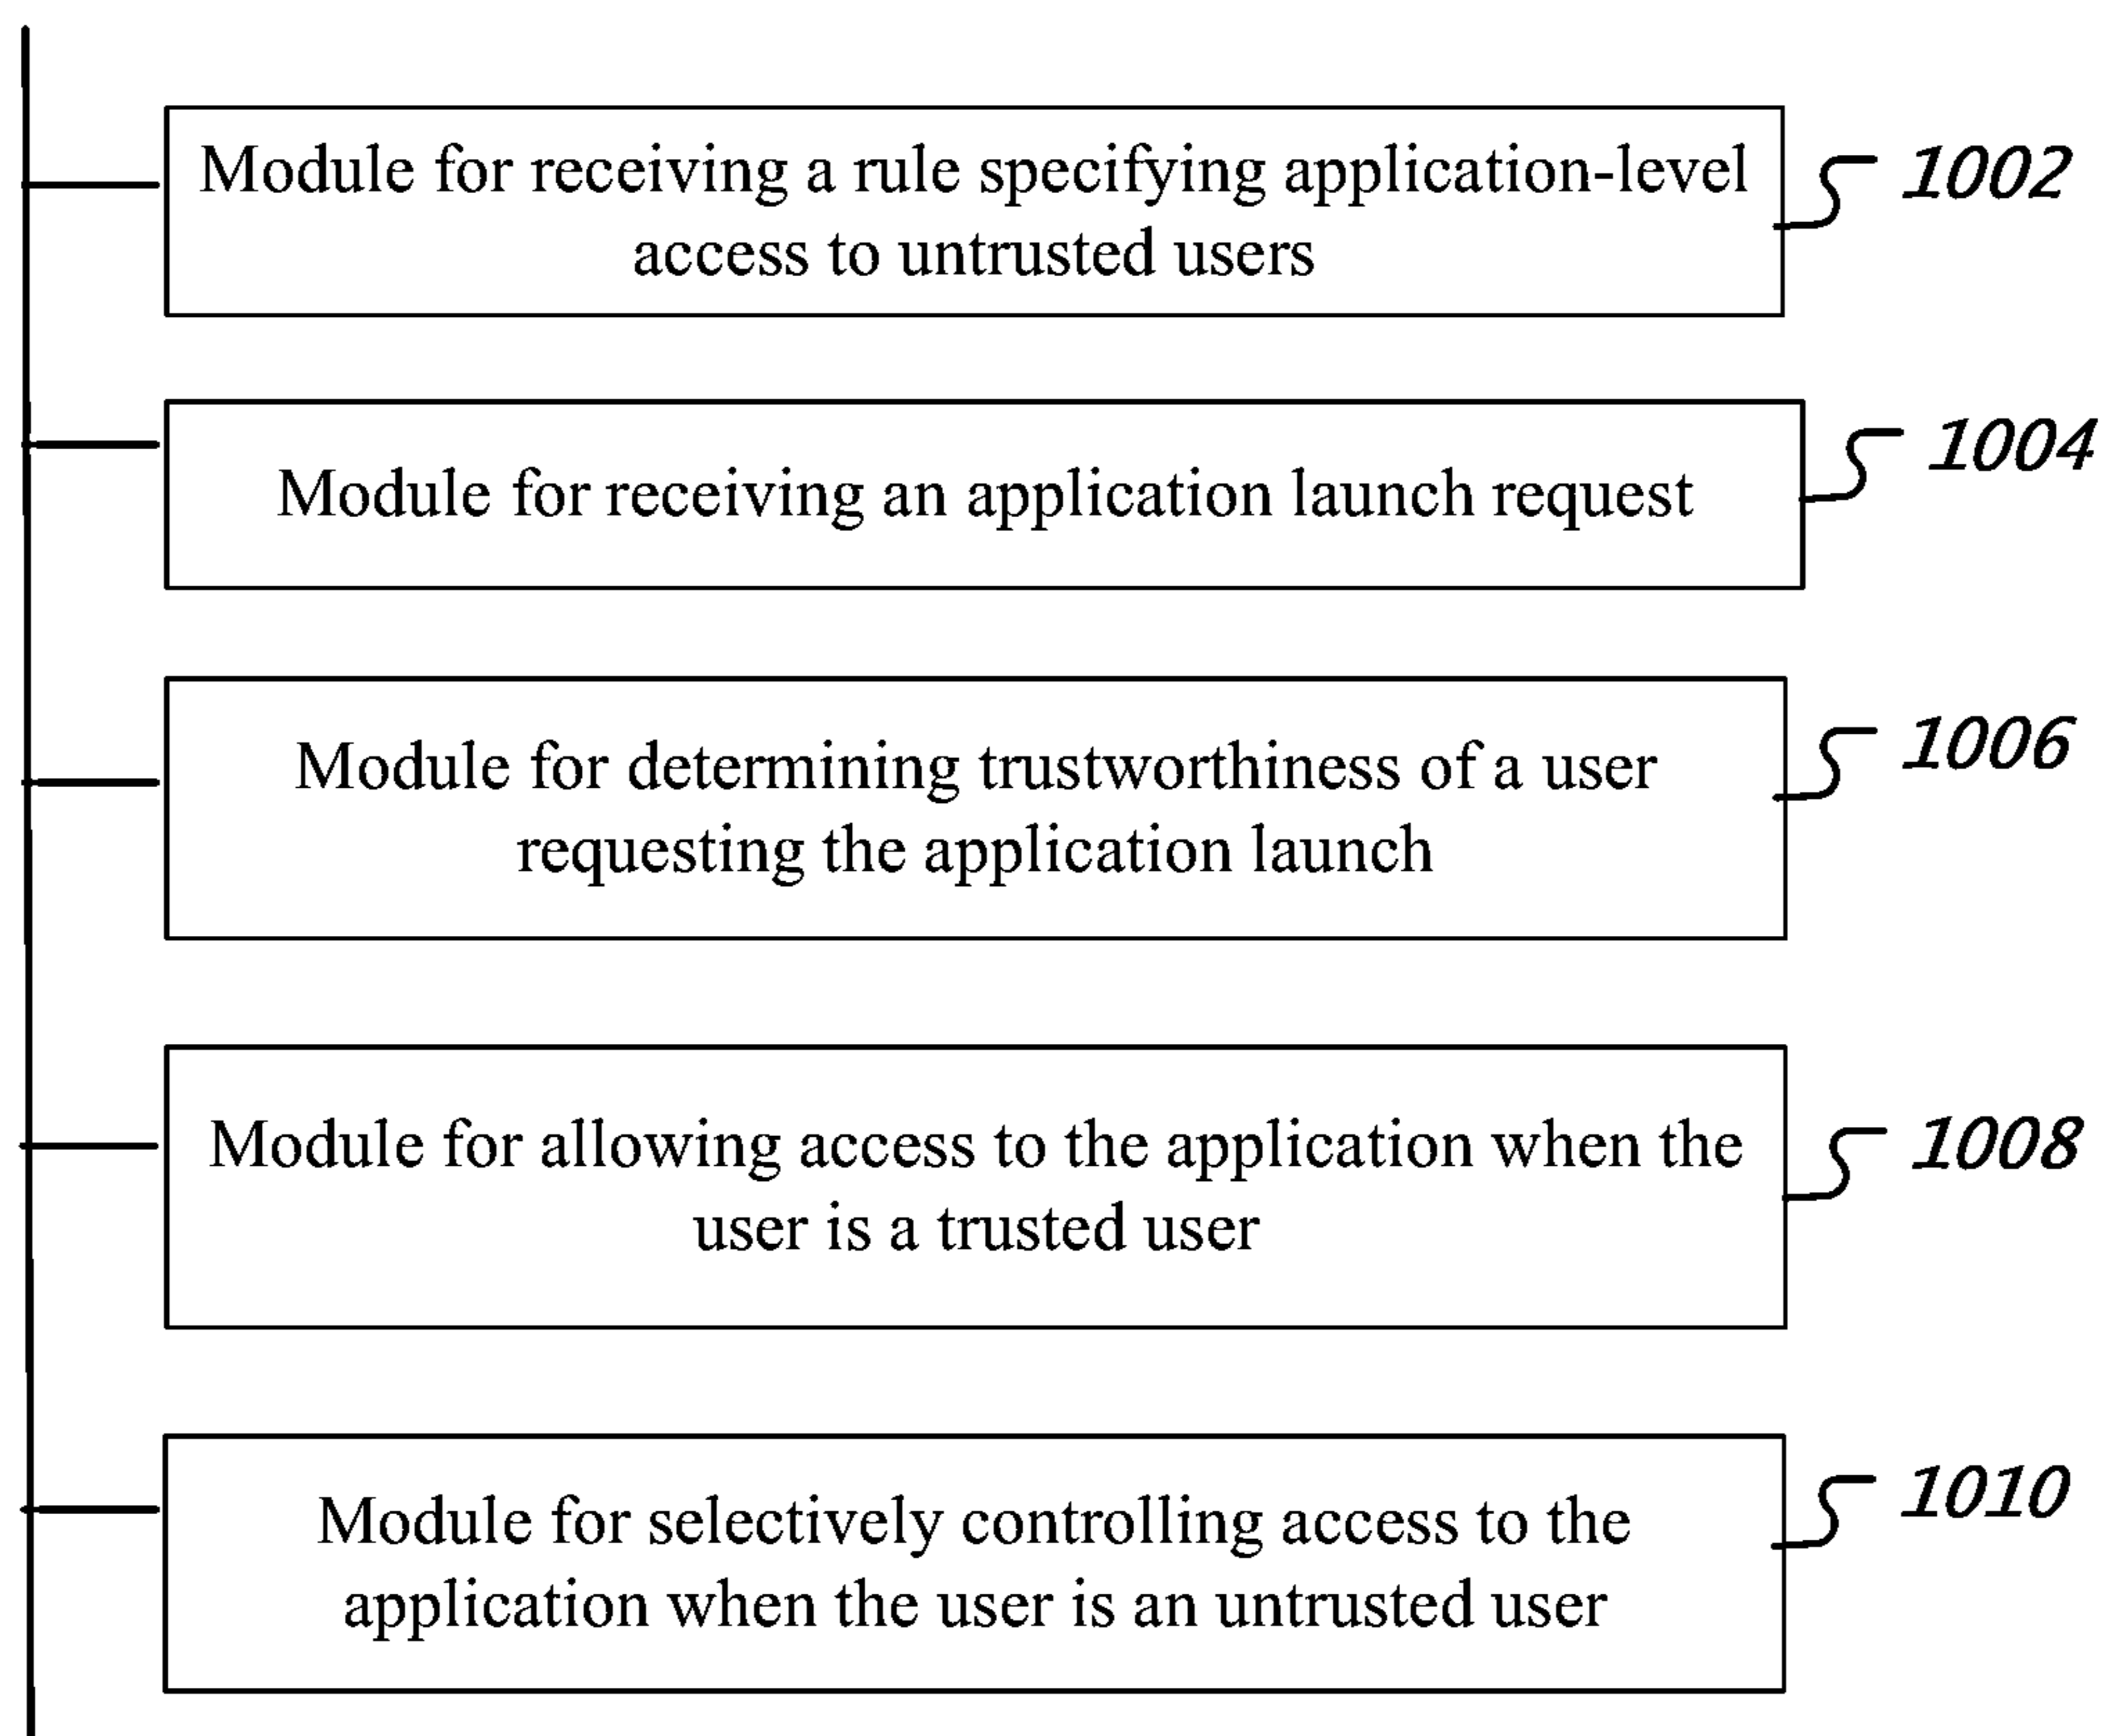 Module for receiving a rule specifying application-level
access to untrusted users
1002
Module for receiving an application launch request
1004
Module for determining trustworthiness of a user
requesting the application launch
1006
Module for allowing access to the application when the
user is a trusted user
1008
Module for selectively controlling access to the
application when the user is an untrusted user
1010